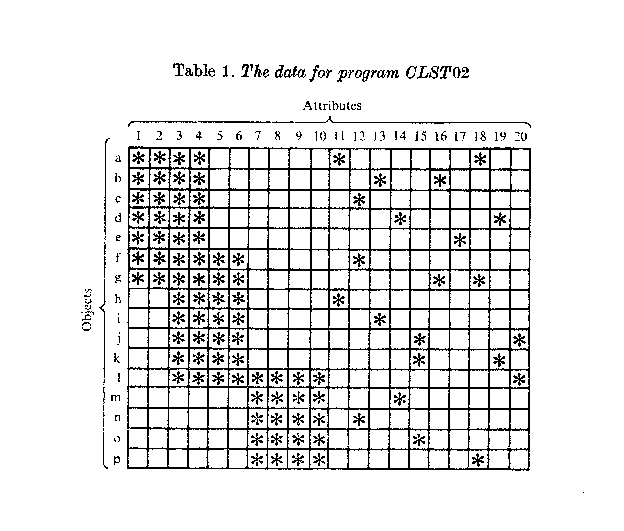 Table 1. The data for program CLST02
Attributes
1 2 3 4 5 6 7 8 9 10 11 12 13 14 15 16 17 18 19 20
Objects
a * * * * * *
b * * * * * *
c * * * * *
d * * * * * *
e * * * * *
f * * * * * * *
g * * * * * * * *
h * * * * *
i * * * * *
j * * * * * *
k * * * * * *
l * * * * * * * * *
m * * * * *
n * * * * *
o * * * * *
p * * * * *